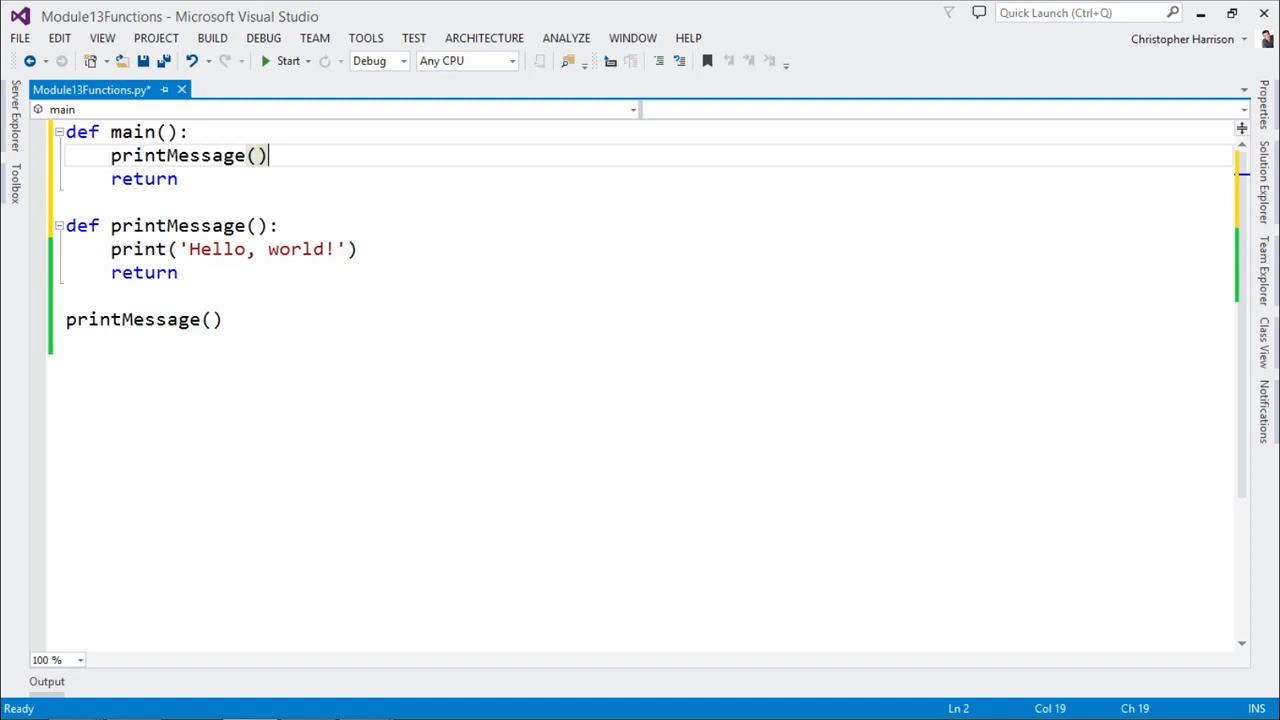 Module13Functions - Microsoft Visual Studio
Quick Launch (Ctrl+Q)
FILE EDIT VIEW PROJECT BUILD DEBUG TEAM TOOLS TEST ARCHITECTURE ANALYZE WINDOW HELP
Christopher Harrison
Start Debug Any CPU
Module13Functions.py*
main
def main():
    printMessage()
    return
def printMessage():
    print('Hello, world!')
    return
printMessage()
Server Explorer
Toolbox
Properties
Solution Explorer
Team Explorer
Class View
Notifications
100 %
Output
Ready
Ln 2 Col 19 Ch 19 INS